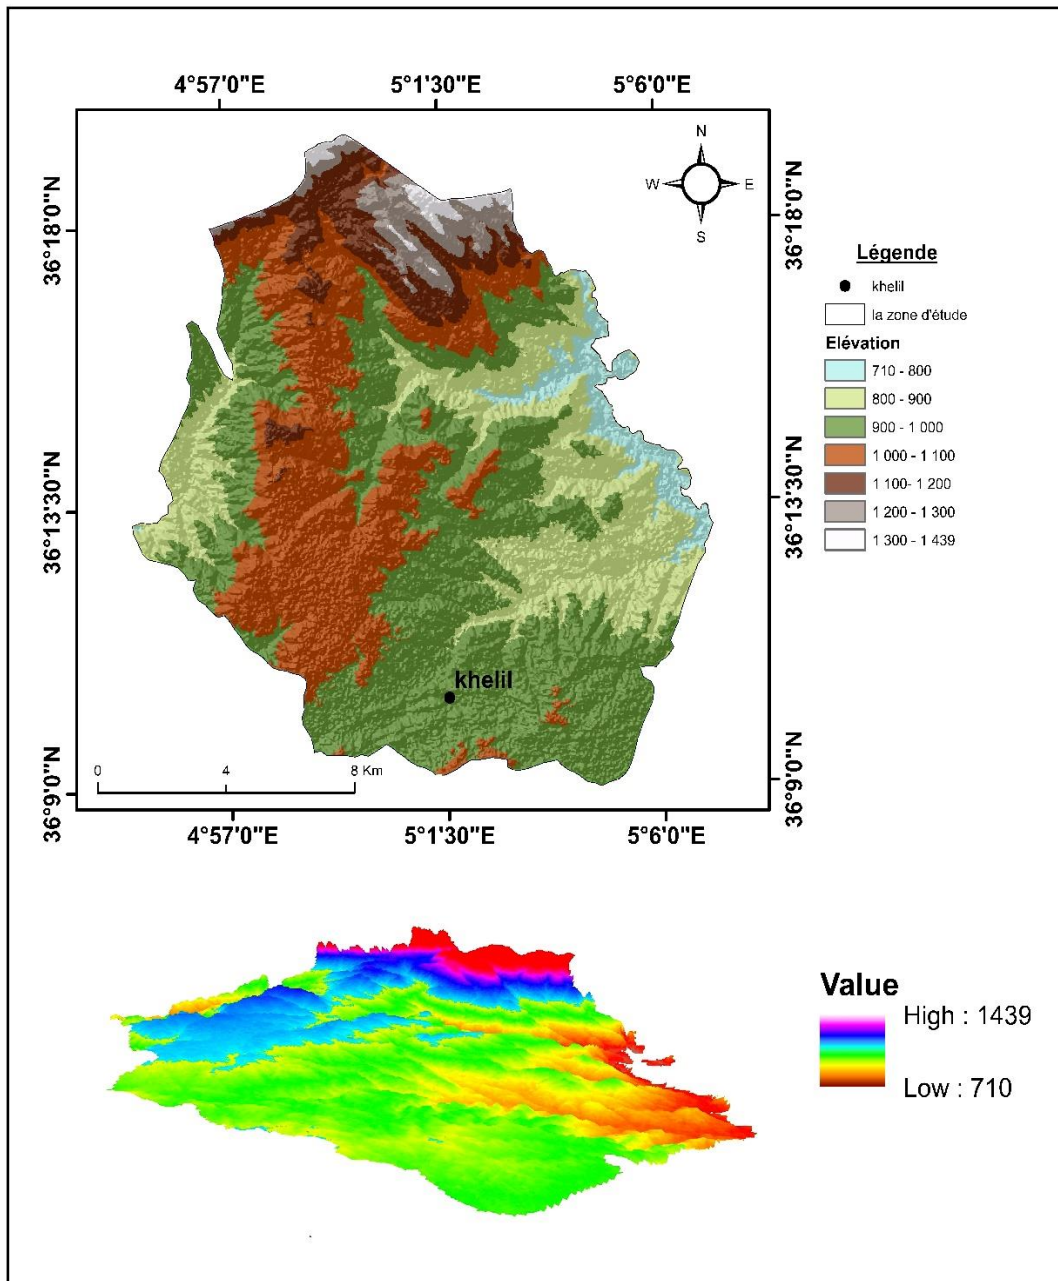 4°57'0"E 5°1'30"E 5°6'0"E
N
W E
S
36°18'0"N
36°18'0"N
Légende
khelil
la zone d'étude
Elévation
710 - 800
800 - 900
900 - 1 000
1 000 - 1 100
1 100- 1 200
1 200 - 1 300
1 300 - 1 439
36°13'30"N
36°13'30"N
khelil
0 4 8 Km
36°9'0"N
36°9'0"N
4°57'0"E 5°1'30"E 5°6'0"E
Value
High : 1439
Low : 710